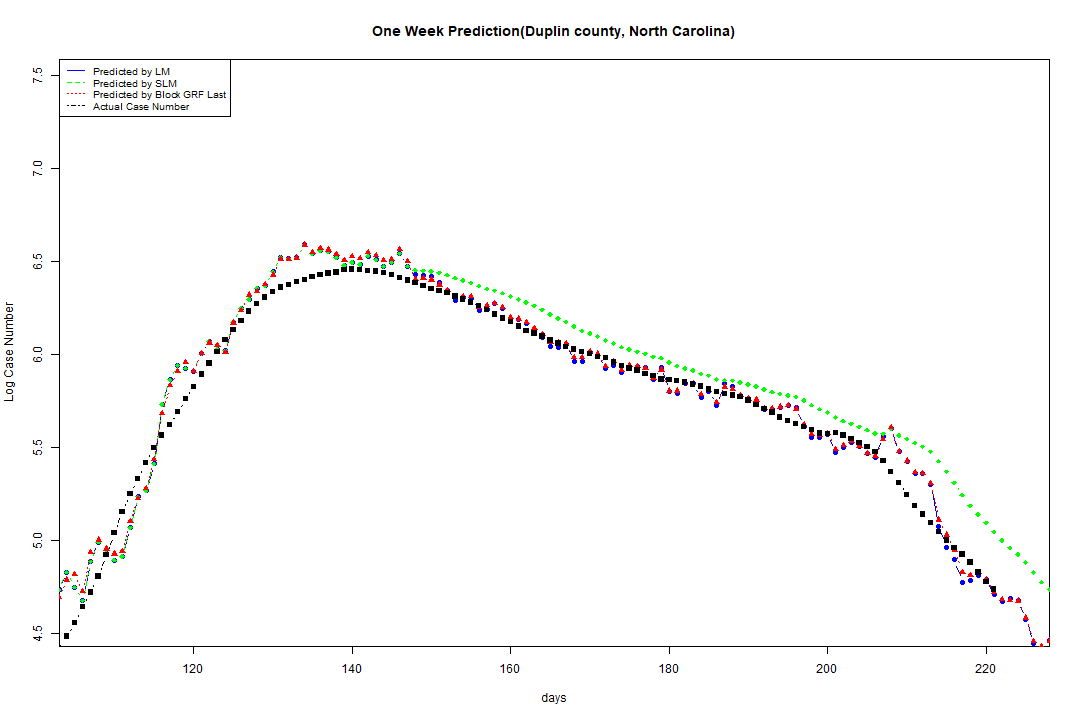 One Week Prediction(Duplin county, North Carolina)
Predicted by LM
Predicted by SLM
Predicted by Block GRF Last
Actual Case Number
7.5
7.0
6.5
6.0
5.5
5.0
4.5
Log Case Number
120 140 160 180 200 220
days